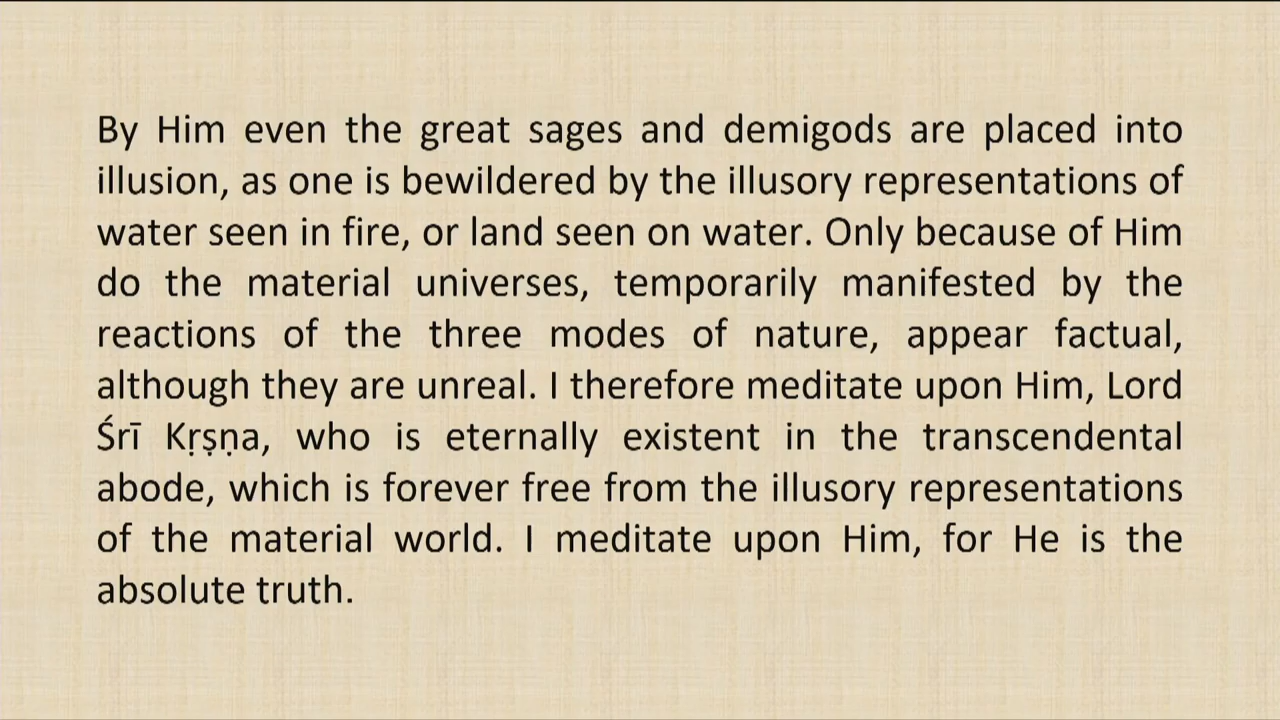 By Him even the great sages and demigods are placed into
illusion, as one is bewildered by the illusory representations of
water seen in fire, or land seen on water. Only because of Him
do the material universes, temporarily manifested by the
reactions of the three modes of nature, appear factual,
although they are unreal. I therefore meditate upon Him, Lord
Śrī Kṛṣṇa, who is eternally existent in the transcendental
abode, which is forever free from the illusory representations
of the material world. I meditate upon Him, for He is the
absolute truth.